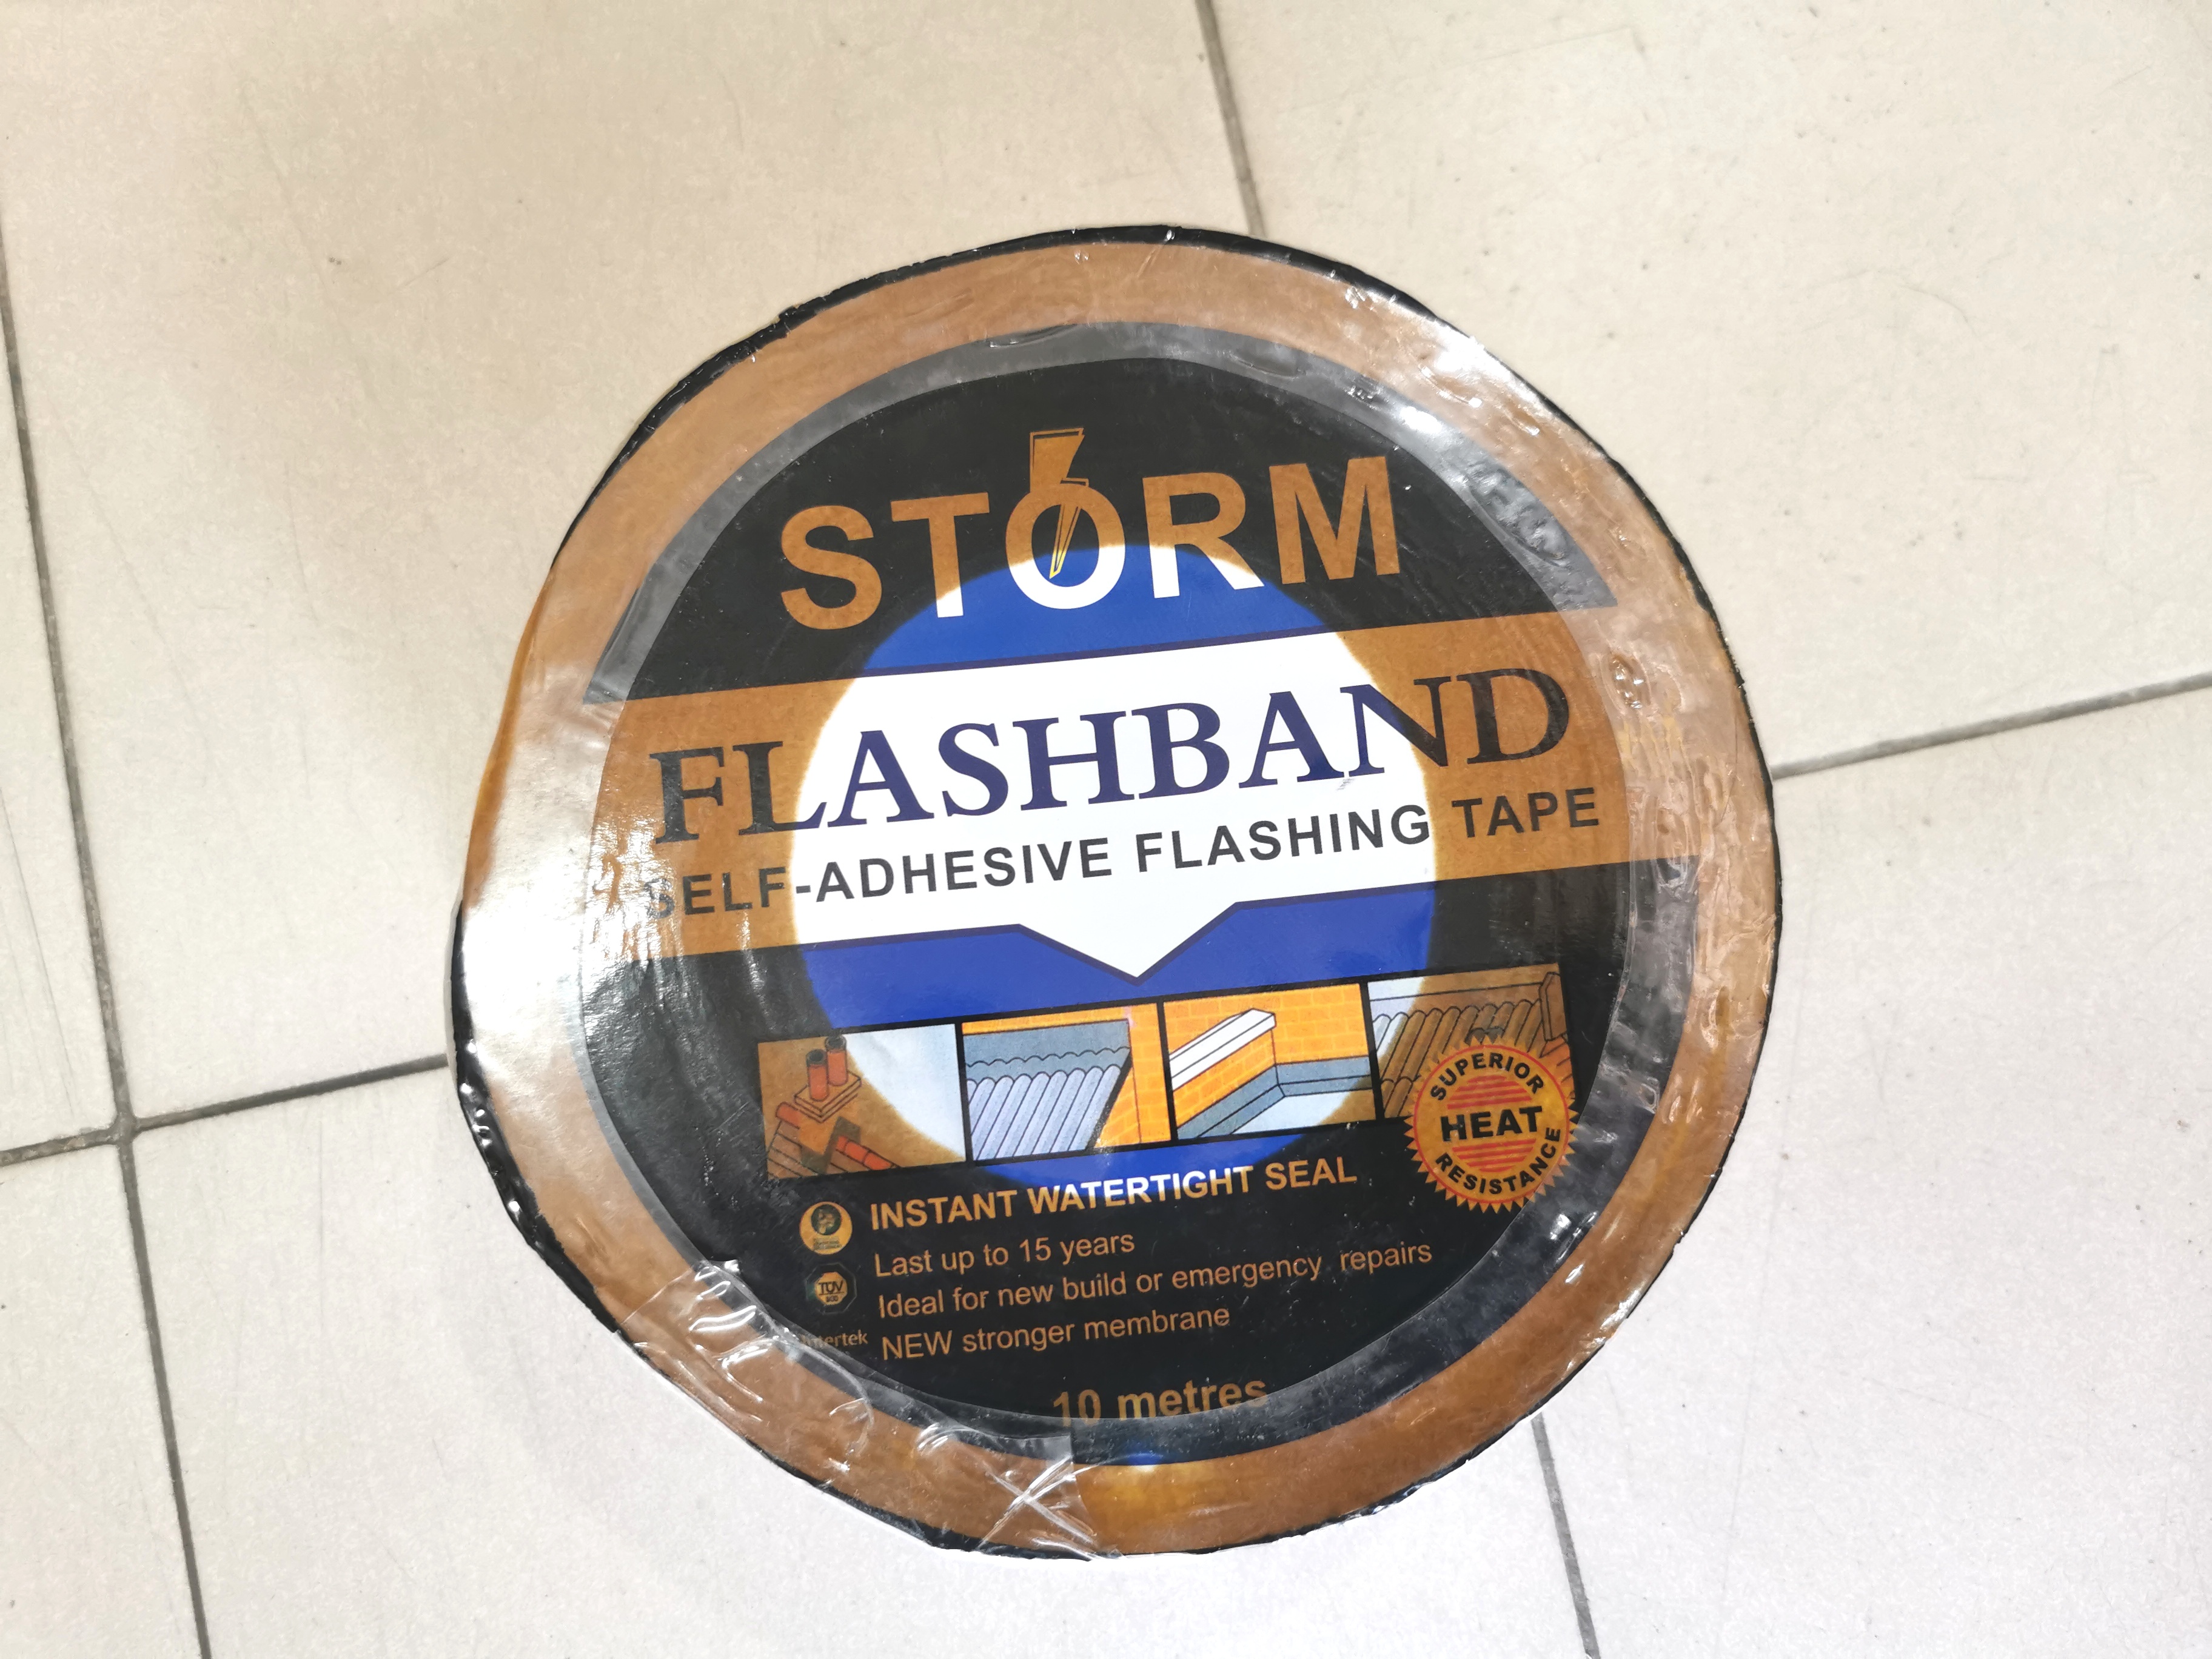 STORM
FLASHBAND
SELF-ADHESIVE FLASHING TAPE
SUPERIOR
HEAT
RESISTANCE
INSTANT WATERTIGHT SEAL
Last up to 15 years
Ideal for new build or emergency repairs
TÜV
NEW stronger membrane
10 metres